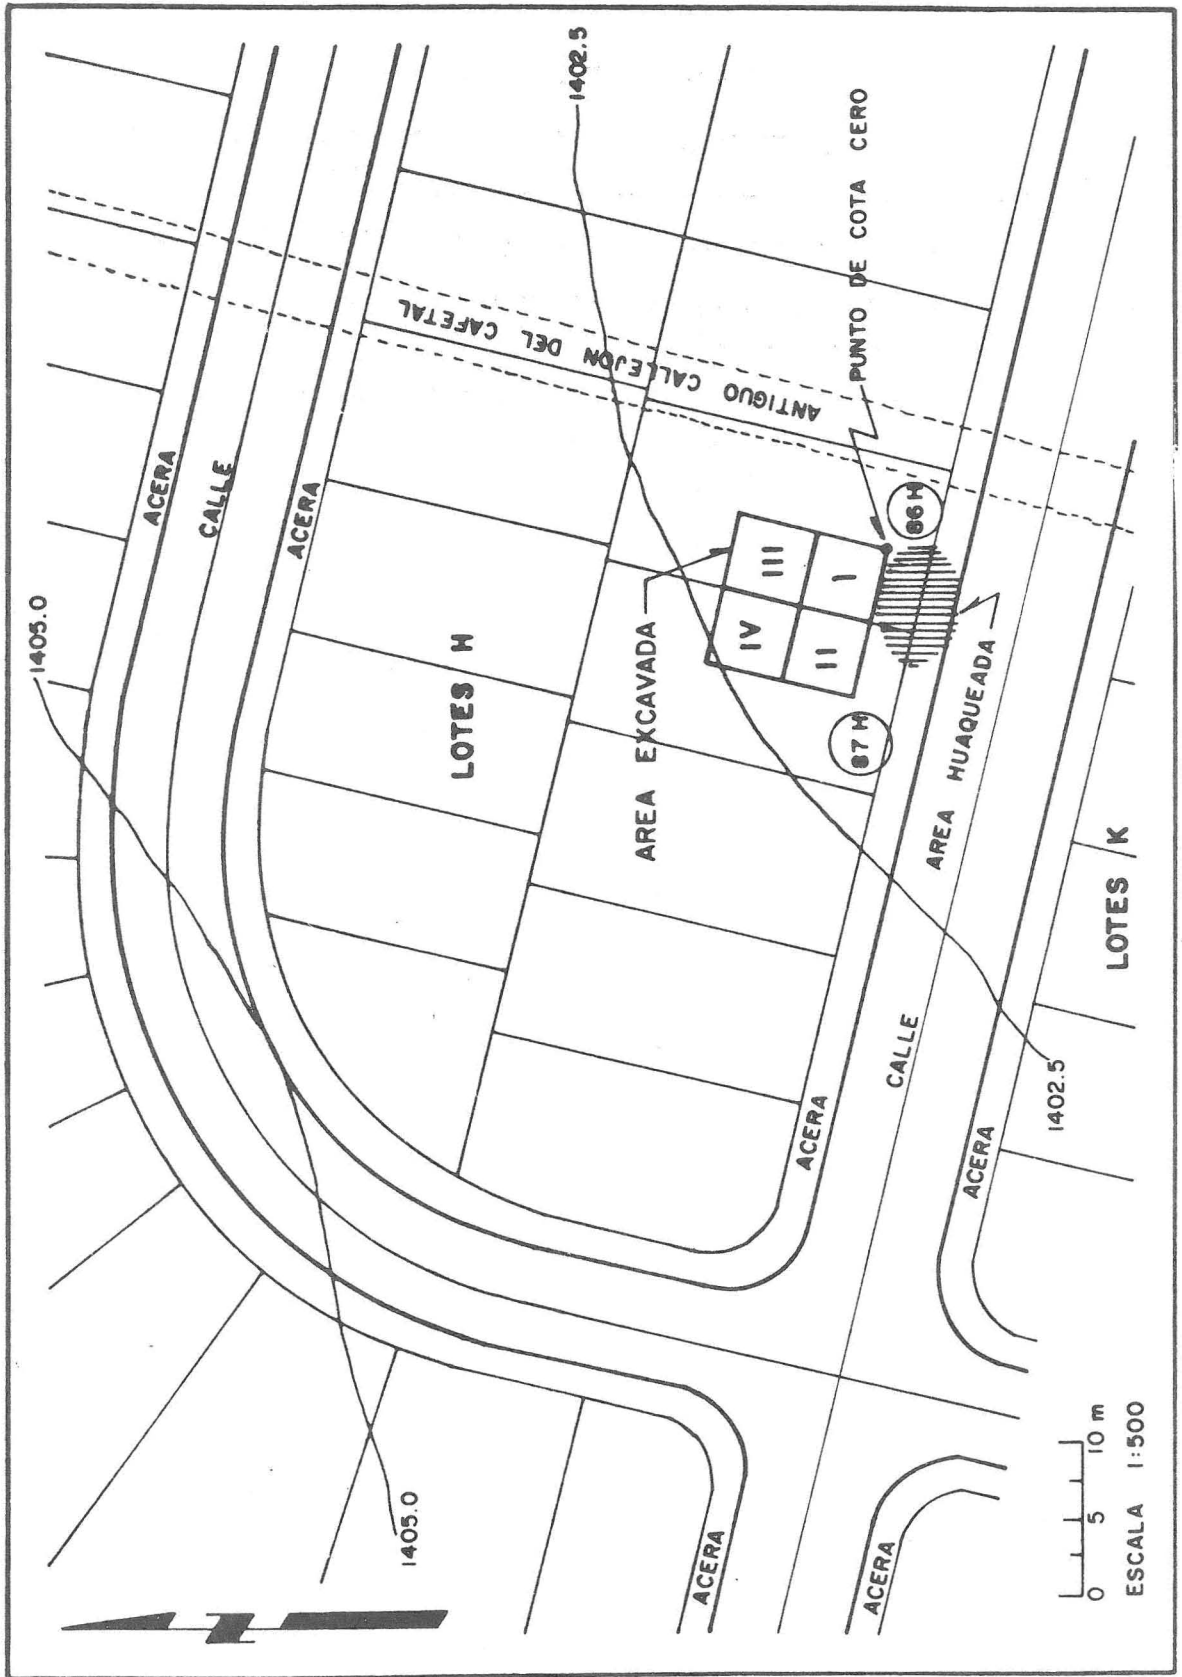 1405.0
1402.5
ACERA
CALLE
ACERA
ANTIGUO CALLEJON DEL CAFETAL
PUNTO DE COTA CERO
LOTES H
AREA EXCAVADA
IV
III
II
I
86 H
87 H
AREA HUAQUEADA
CALLE
ACERA
ACERA
LOTES K
1402.5
1405.0
ACERA
ACERA
0 5 10 m
ESCALA 1:500